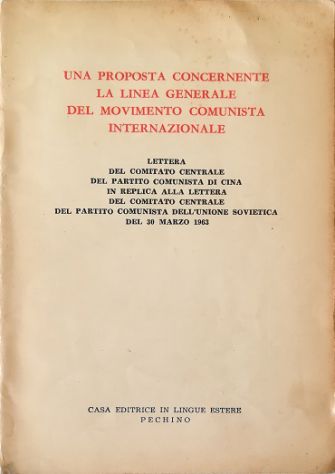 UNA PROPOSTA CONCERNENTE
LA LINEA GENERALE
DEL MOVIMENTO COMUNISTA
INTERNAZIONALE
LETTERA
DEL COMITATO CENTRALE
DEL PARTITO COMUNISTA DI CINA
IN REPLICA ALLA LETTERA
DEL COMITATO CENTRALE
DEL PARTITO COMUNISTA DELL'UNIONE SOVIETICA
DEL 30 MARZO 1963
CASA EDITRICE IN LINGUE ESTERE
PECHINO